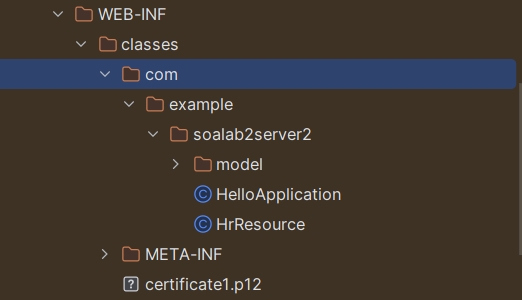 WEB-INF
classes
com
example
soalab2server2
model
C HelloApplication
C HrResource
META-INF
? certificate1.p12